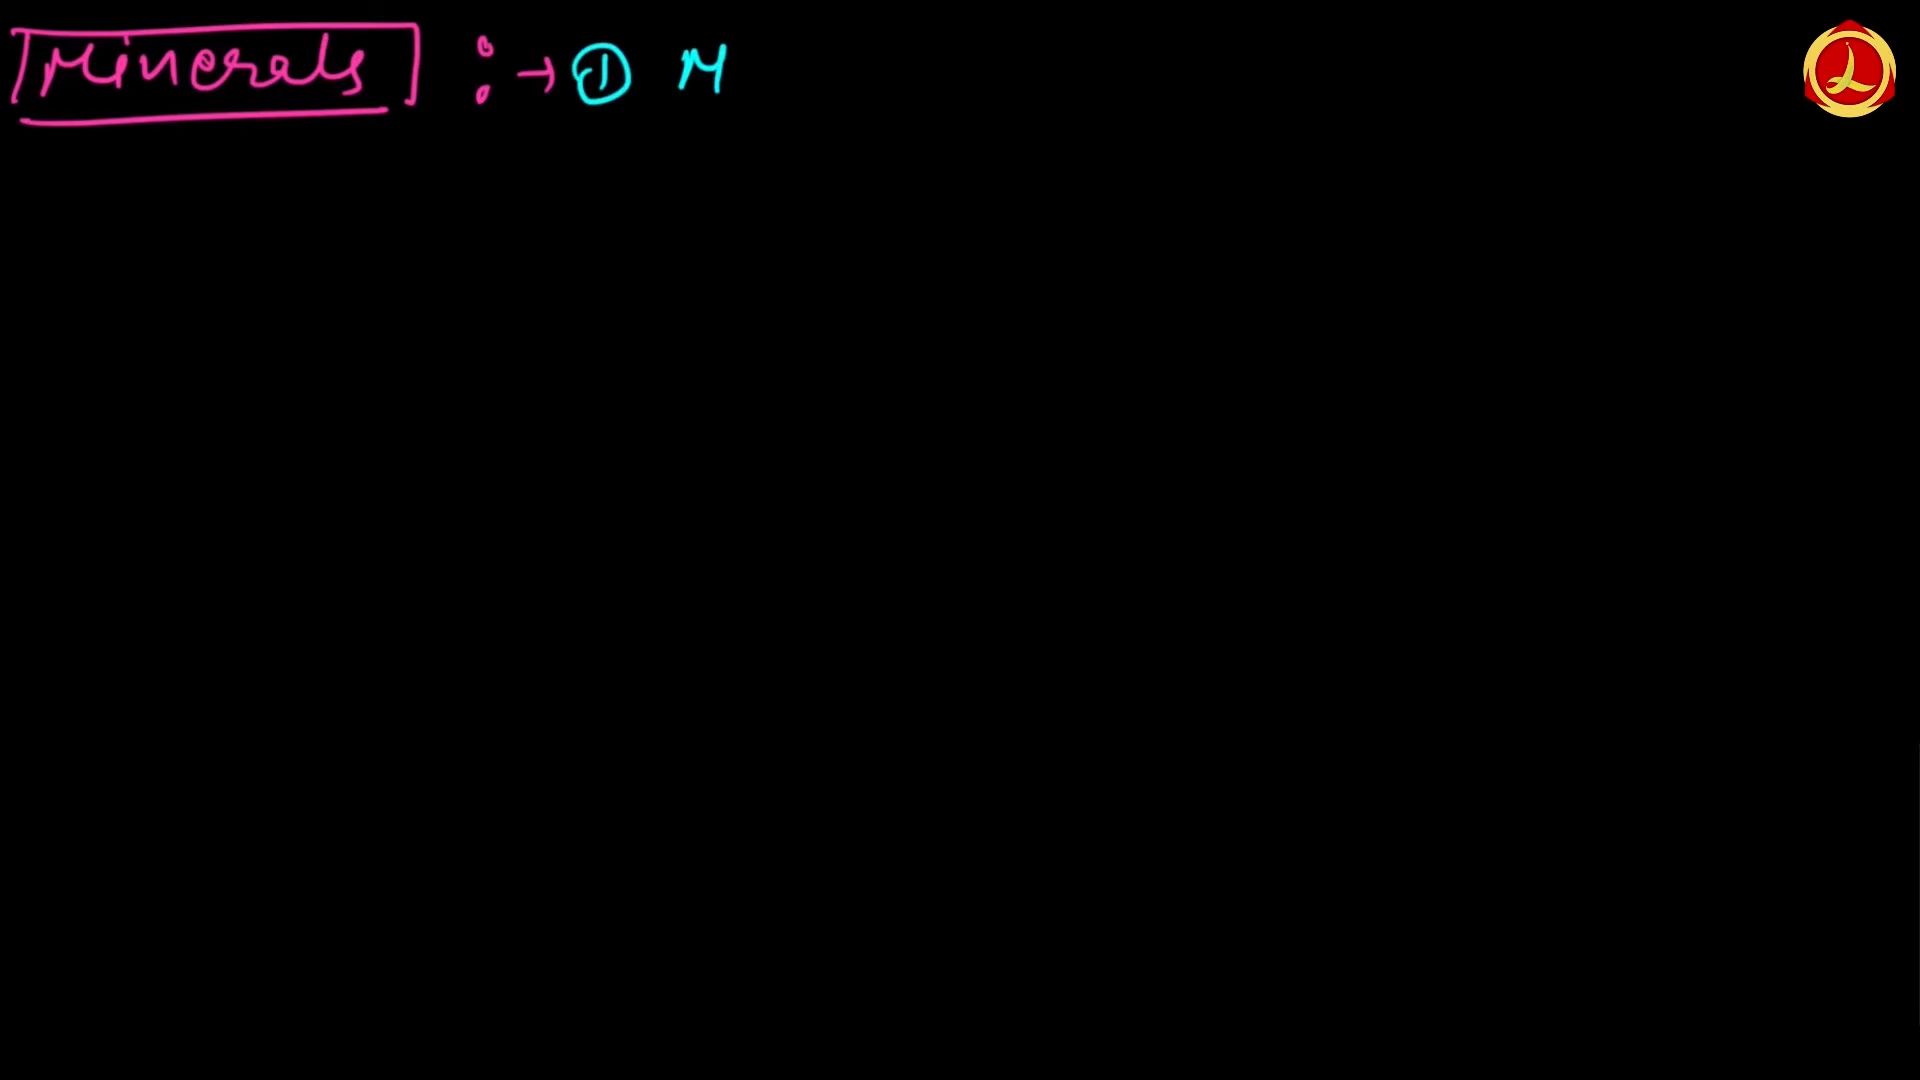 Minerals :→ ① M